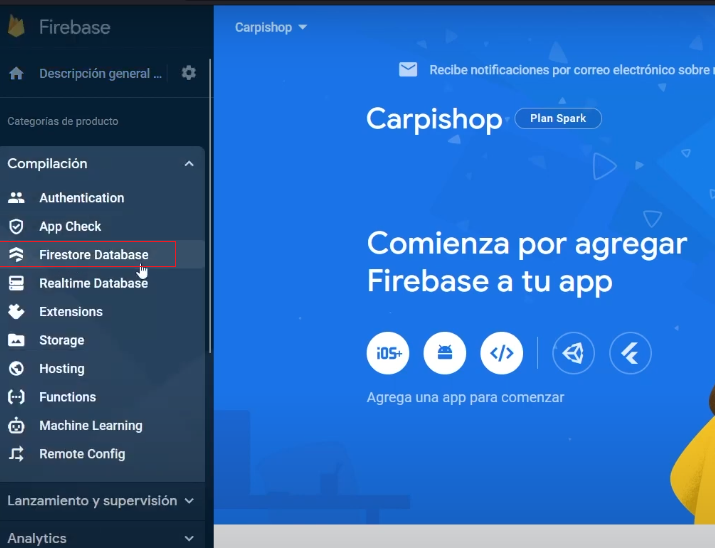 Firebase
Descripción general ...
Categorías de producto
Compilación
Authentication
App Check
Firestore Database
Realtime Database
Extensions
Storage
Hosting
Functions
Machine Learning
Remote Config
Lanzamiento y supervisión
Analytics
Carpishop
Recibe notificaciones por correo electrónico sobre
Carpishop
Plan Spark
Comienza por agregar
Firebase a tu app
iOS+
Agrega una app para comenzar